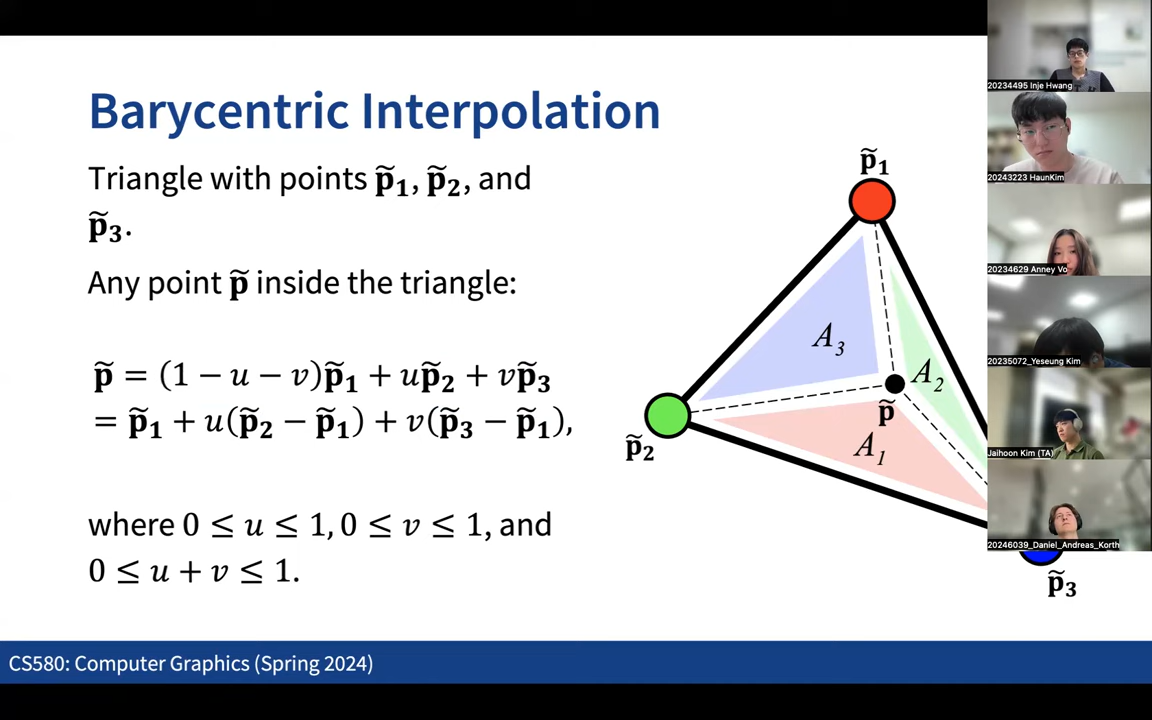 Barycentric Interpolation
Triangle with points p̃₁, p̃₂, and
p̃₃.
Any point p̃ inside the triangle:
p̃ = (1 − u − v)p̃₁ + up̃₂ + vp̃₃
= p̃₁ + u(p̃₂ − p̃₁) + v(p̃₃ − p̃₁),
where 0 ≤ u ≤ 1, 0 ≤ v ≤ 1, and
0 ≤ u + v ≤ 1.
p̃₁
A₃
A₂
p̃
p̃₂
A₁
p̃₃
20234495 Inje Hwang
20243223 HaunKim
20234629 Anney Vo
20235072_Yeseung Kim
Jaihoon Kim (TA)
20246039_Daniel_Andreas_Korth
CS580: Computer Graphics (Spring 2024)